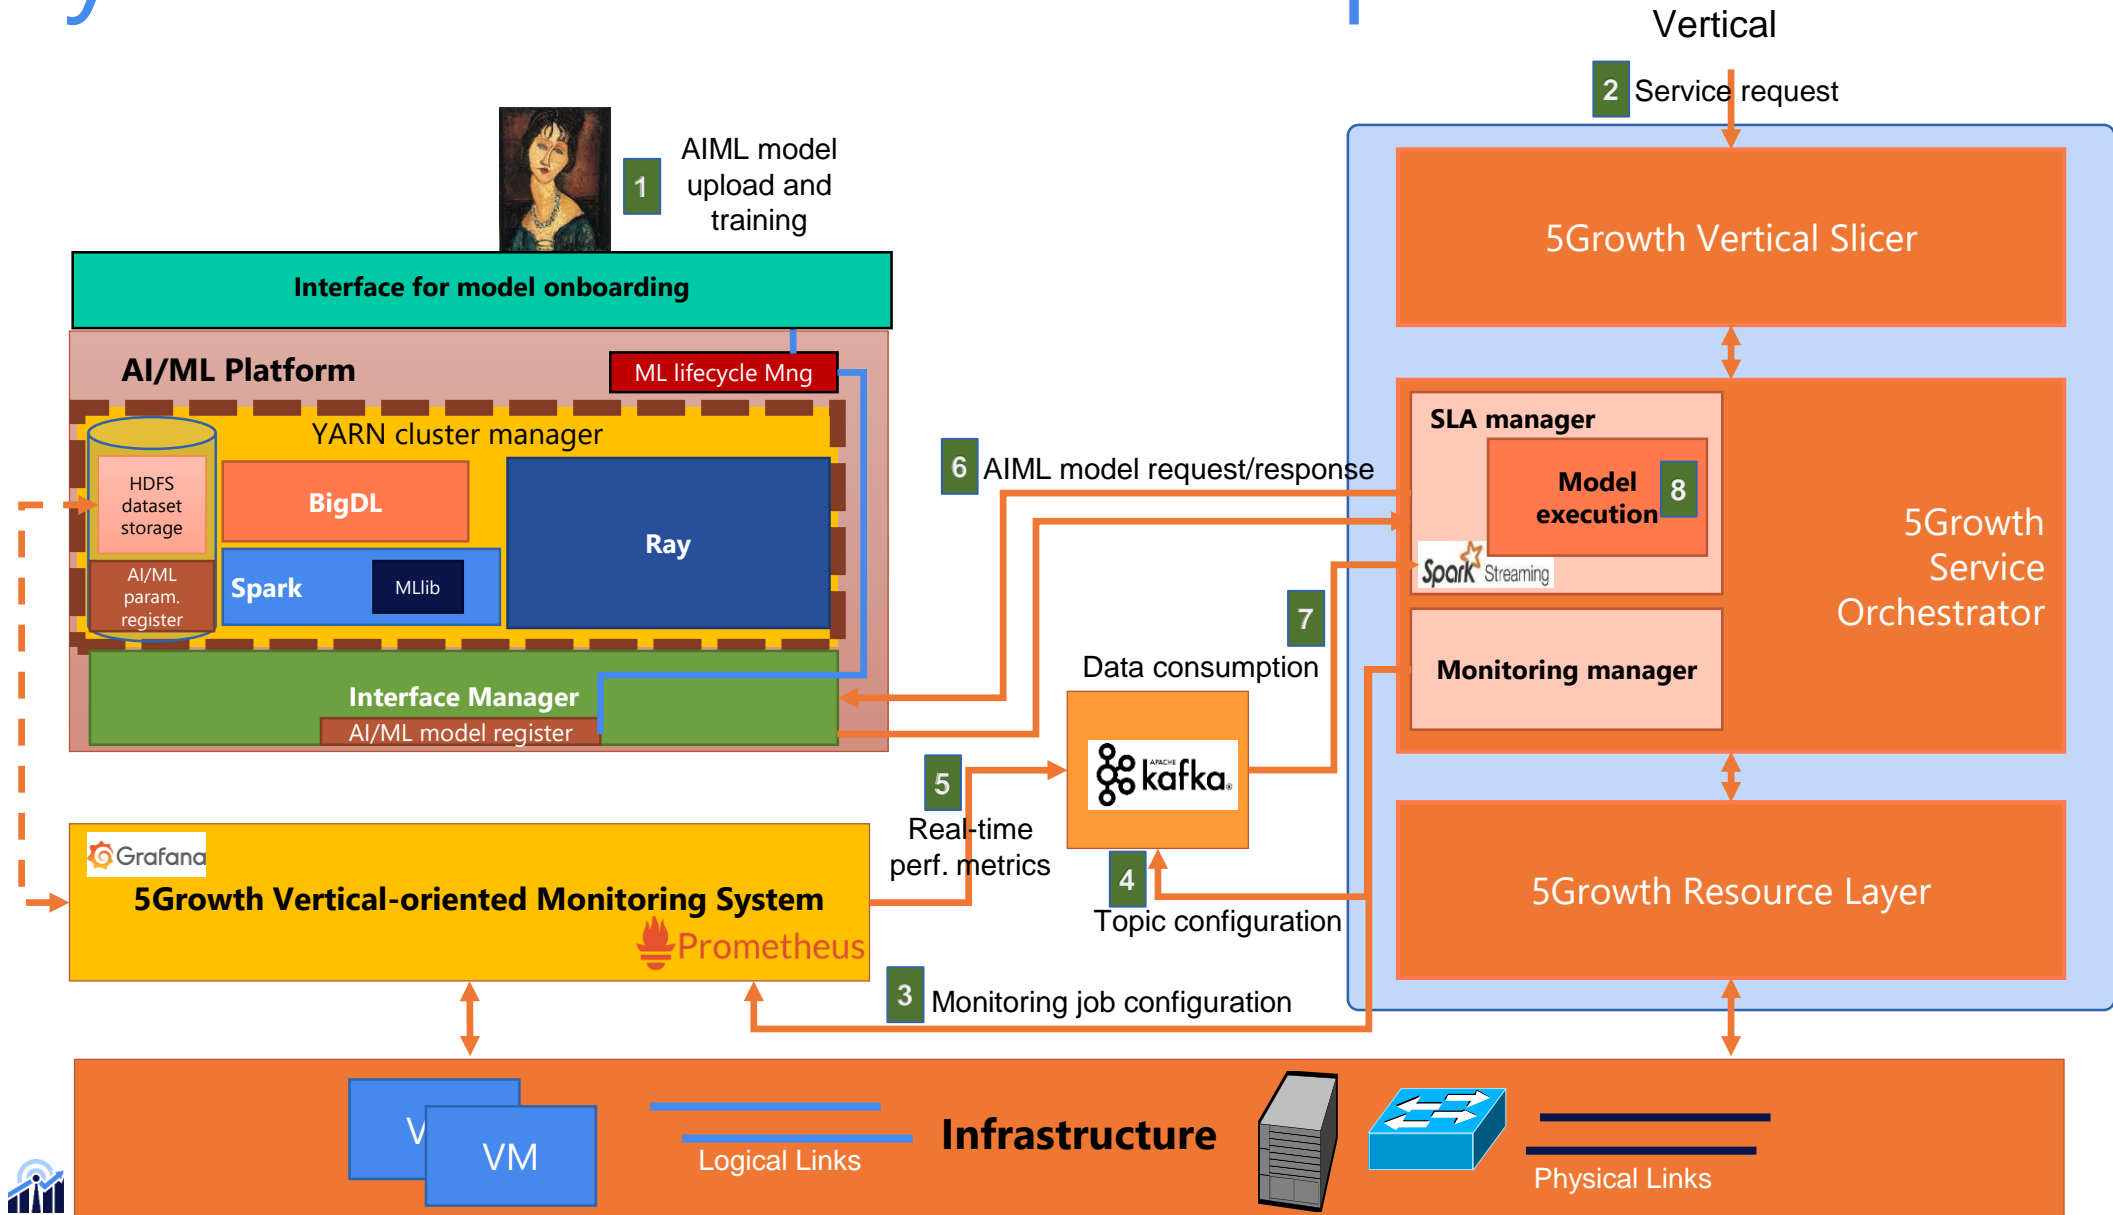 Vertical
2 Service request
1
AIML model
upload and
training
Interface for model onboarding
5Growth Vertical Slicer
AI/ML Platform
ML lifecycle Mng
YARN cluster manager
HDFS
dataset
storage
BigDL
Ray
AI/ML
param.
register
Spark
MLlib
Interface Manager
AI/ML model register
6 AIML model request/response
SLA manager
Model
execution
8
Spark Streaming
5Growth
Service
Orchestrator
7
Data consumption
Monitoring manager
APACHE
kafka®
5
Real-time
perf. metrics
4
Topic configuration
Grafana
5Growth Vertical-oriented Monitoring System
Prometheus
5Growth Resource Layer
3 Monitoring job configuration
V
VM
Logical Links
Infrastructure
Physical Links